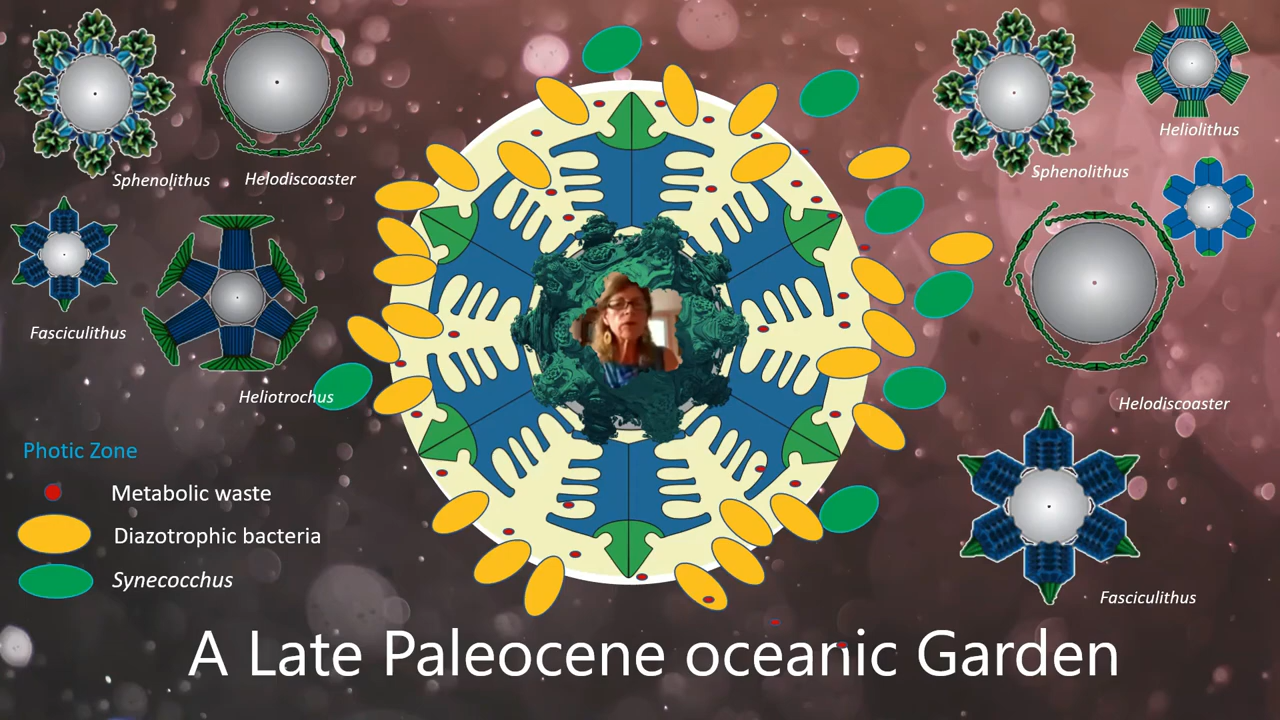 Sphenolithus
Helodiscoaster
Fasciculithus
Heliotrochus
Heliolithus
Sphenolithus
Helodiscoaster
Fasciculithus
Photic Zone
Metabolic waste
Diazotrophic bacteria
Synecocchus
A Late Paleocene oceanic Garden